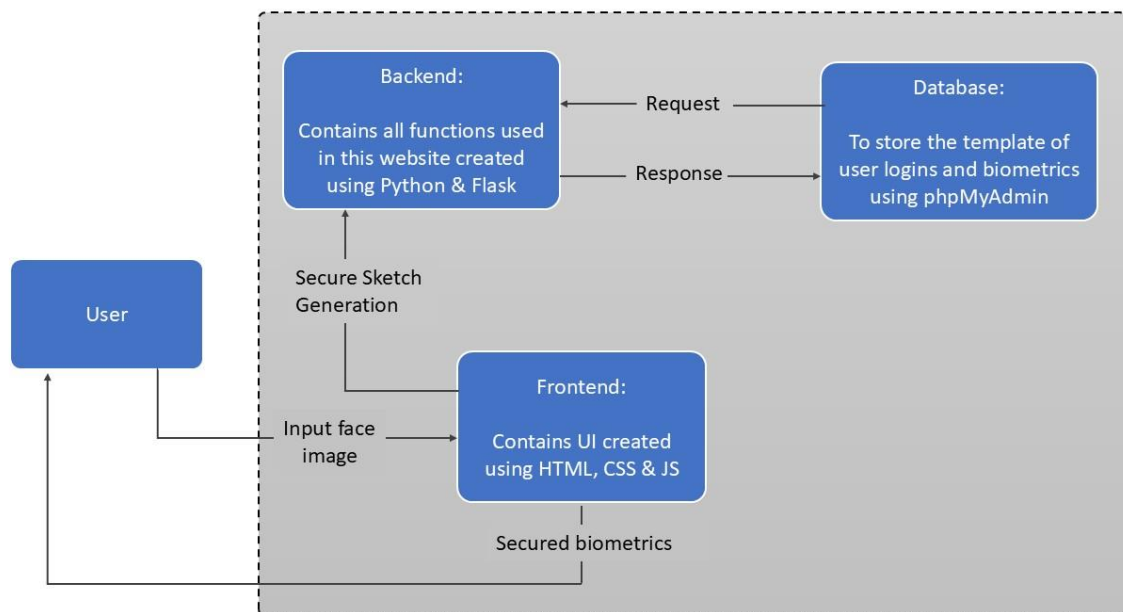 Backend:
Contains all functions used
in this website created
using Python & Flask
Request
Response
Database:
To store the template of
user logins and biometrics
using phpMyAdmin
Secure Sketch
Generation
User
Input face
image
Frontend:
Contains UI created
using HTML, CSS & JS
Secured biometrics